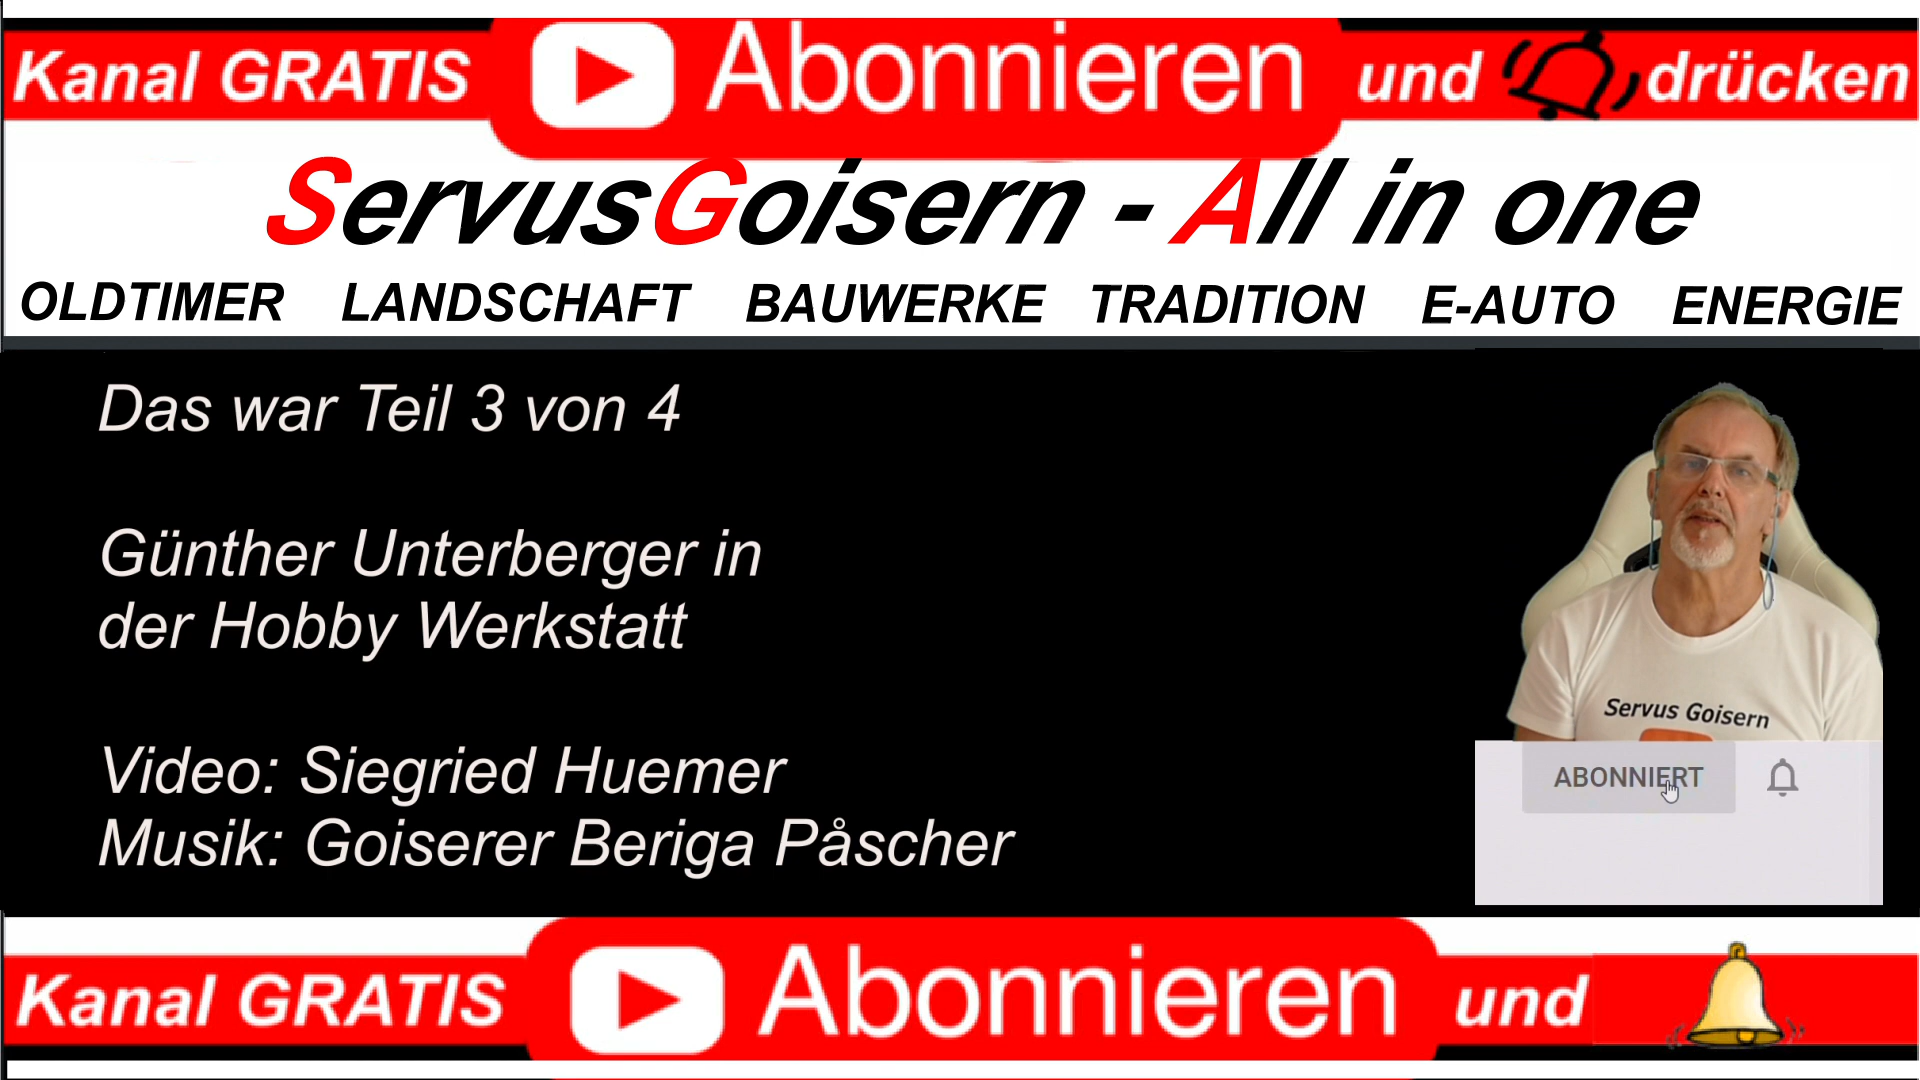 Kanal GRATIS Abonnieren und drücken
ServusGoisern - All in one
OLDTIMER LANDSCHAFT BAUWERKE TRADITION E-AUTO ENERGIE
Das war Teil 3 von 4
Günther Unterberger in
der Hobby Werkstatt
Video: Siegried Huemer
Musik: Goiserer Beriga Påscher
Servus Goisern
ABONNIERT
Kanal GRATIS Abonnieren und